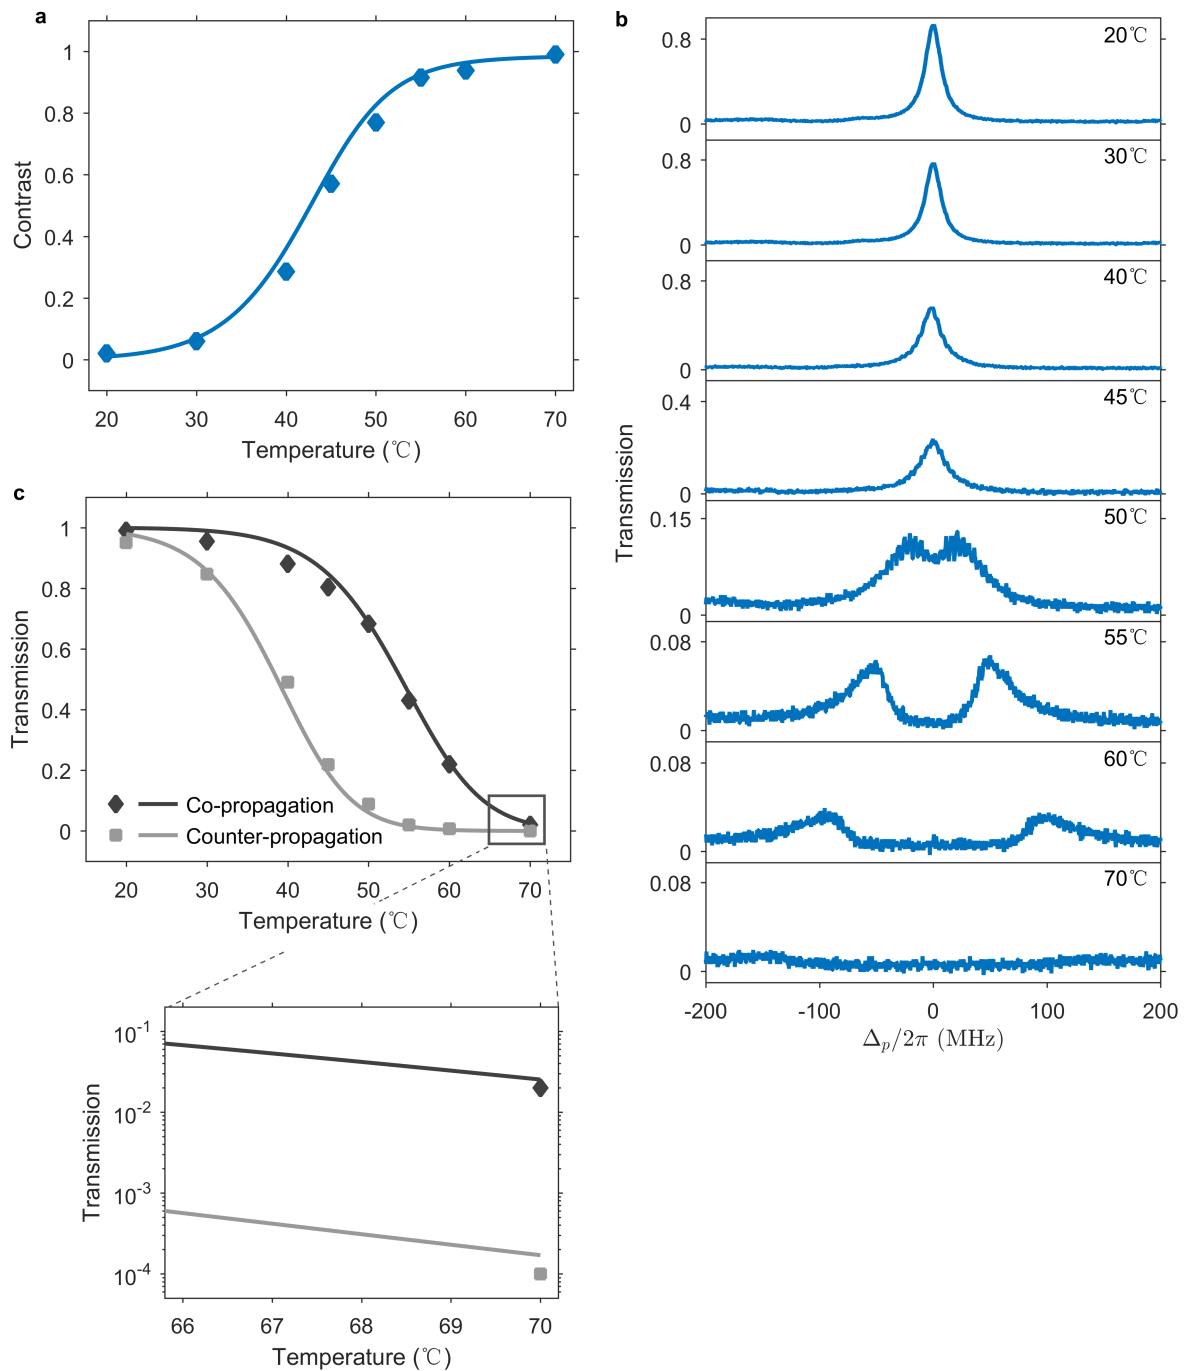 a
1
0.8
0.6
0.4
0.2
0
Contrast
20 30 40 50 60 70
Temperature (℃)
b
0.8
0
20℃
0.8
0
30℃
0.8
0
40℃
0.4
0
45℃
0.15
0
50℃
0.08
0
55℃
0.08
0
60℃
0.08
0
70℃
Transmission
-200 -100 0 100 200
Δp/2π (MHz)
c
1
0.8
0.6
0.4
0.2
0
Transmission
Co-propagation
Counter-propagation
20 30 40 50 60 70
Temperature (℃)
10-1
10-2
10-3
10-4
Transmission
66 67 68 69 70
Temperature (℃)